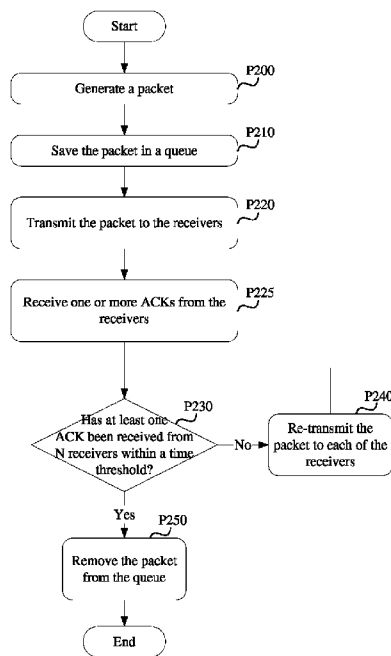 Start
P200
Generate a packet
P210
Save the packet in a queue
P220
Transmit the packet to the receivers
P225
Receive one or more ACKs from the
receivers
P230
Has at least one
ACK been received from
N receivers within a time
threshold?
No
P240
Re-transmit the
packet to each of the
receivers
Yes
P250
Remove the packet
from the queue
End